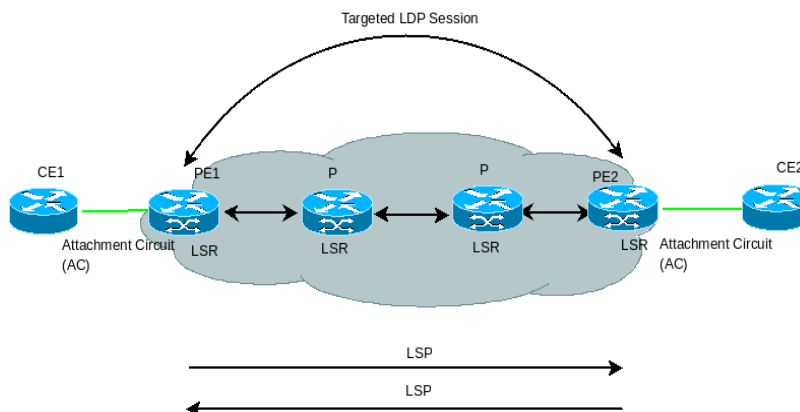 Targeted LDP Session
CE1
PE1
P
P
PE2
CE2
Attachment Circuit
(AC)
LSR
LSR
LSR
LSR
Attachment Circuit
(AC)
LSP
LSP